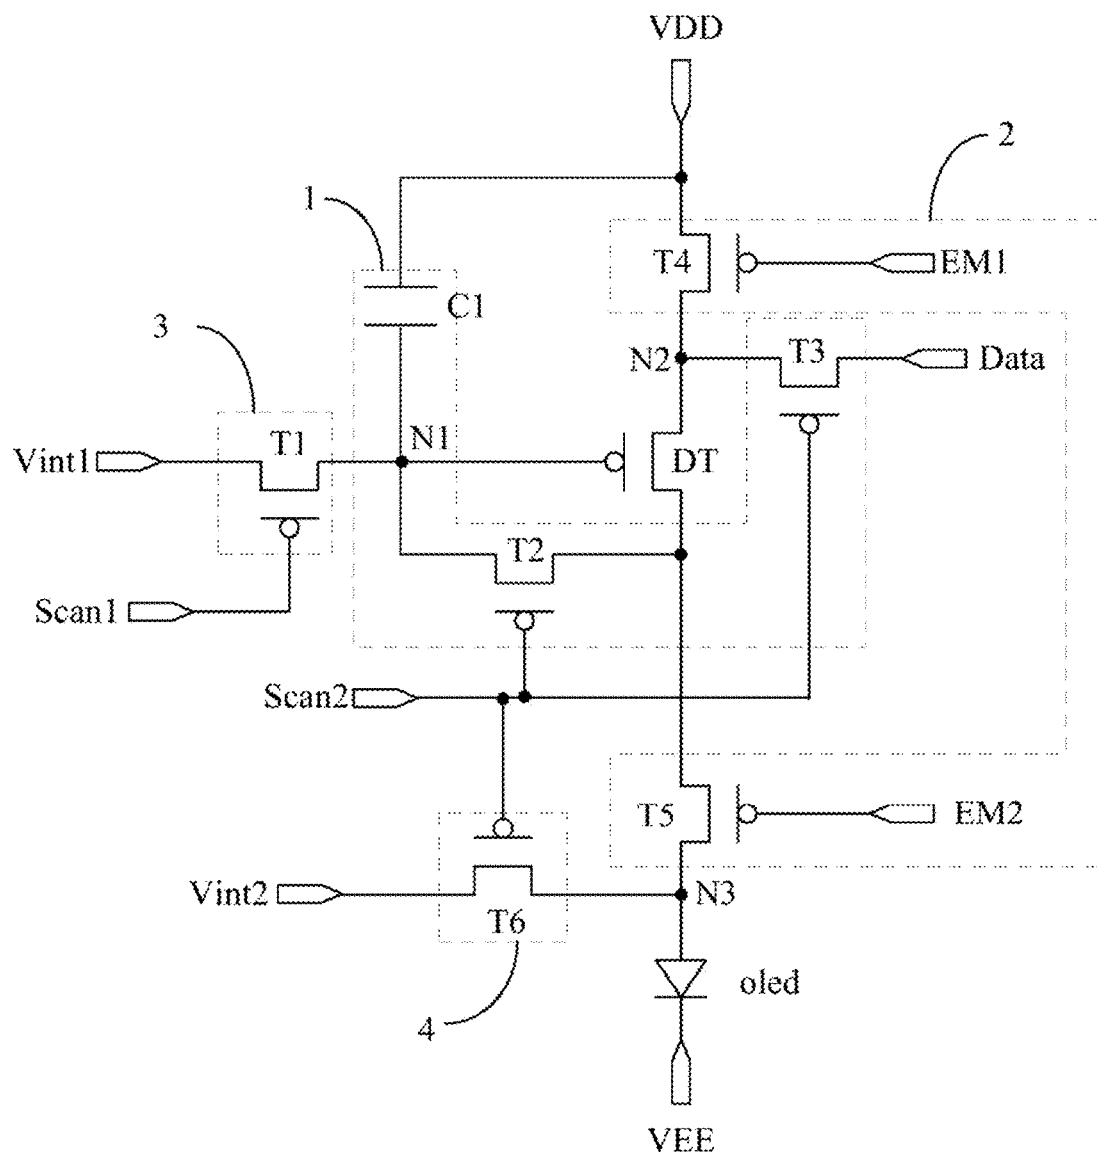 VDD
2
1
T4
EM1
C1
3
N2
T3
Data
N1
T1
Vint1
DT
T2
Scan1
Scan2
T5
EM2
Vint2
N3
T6
oled
4
VEE